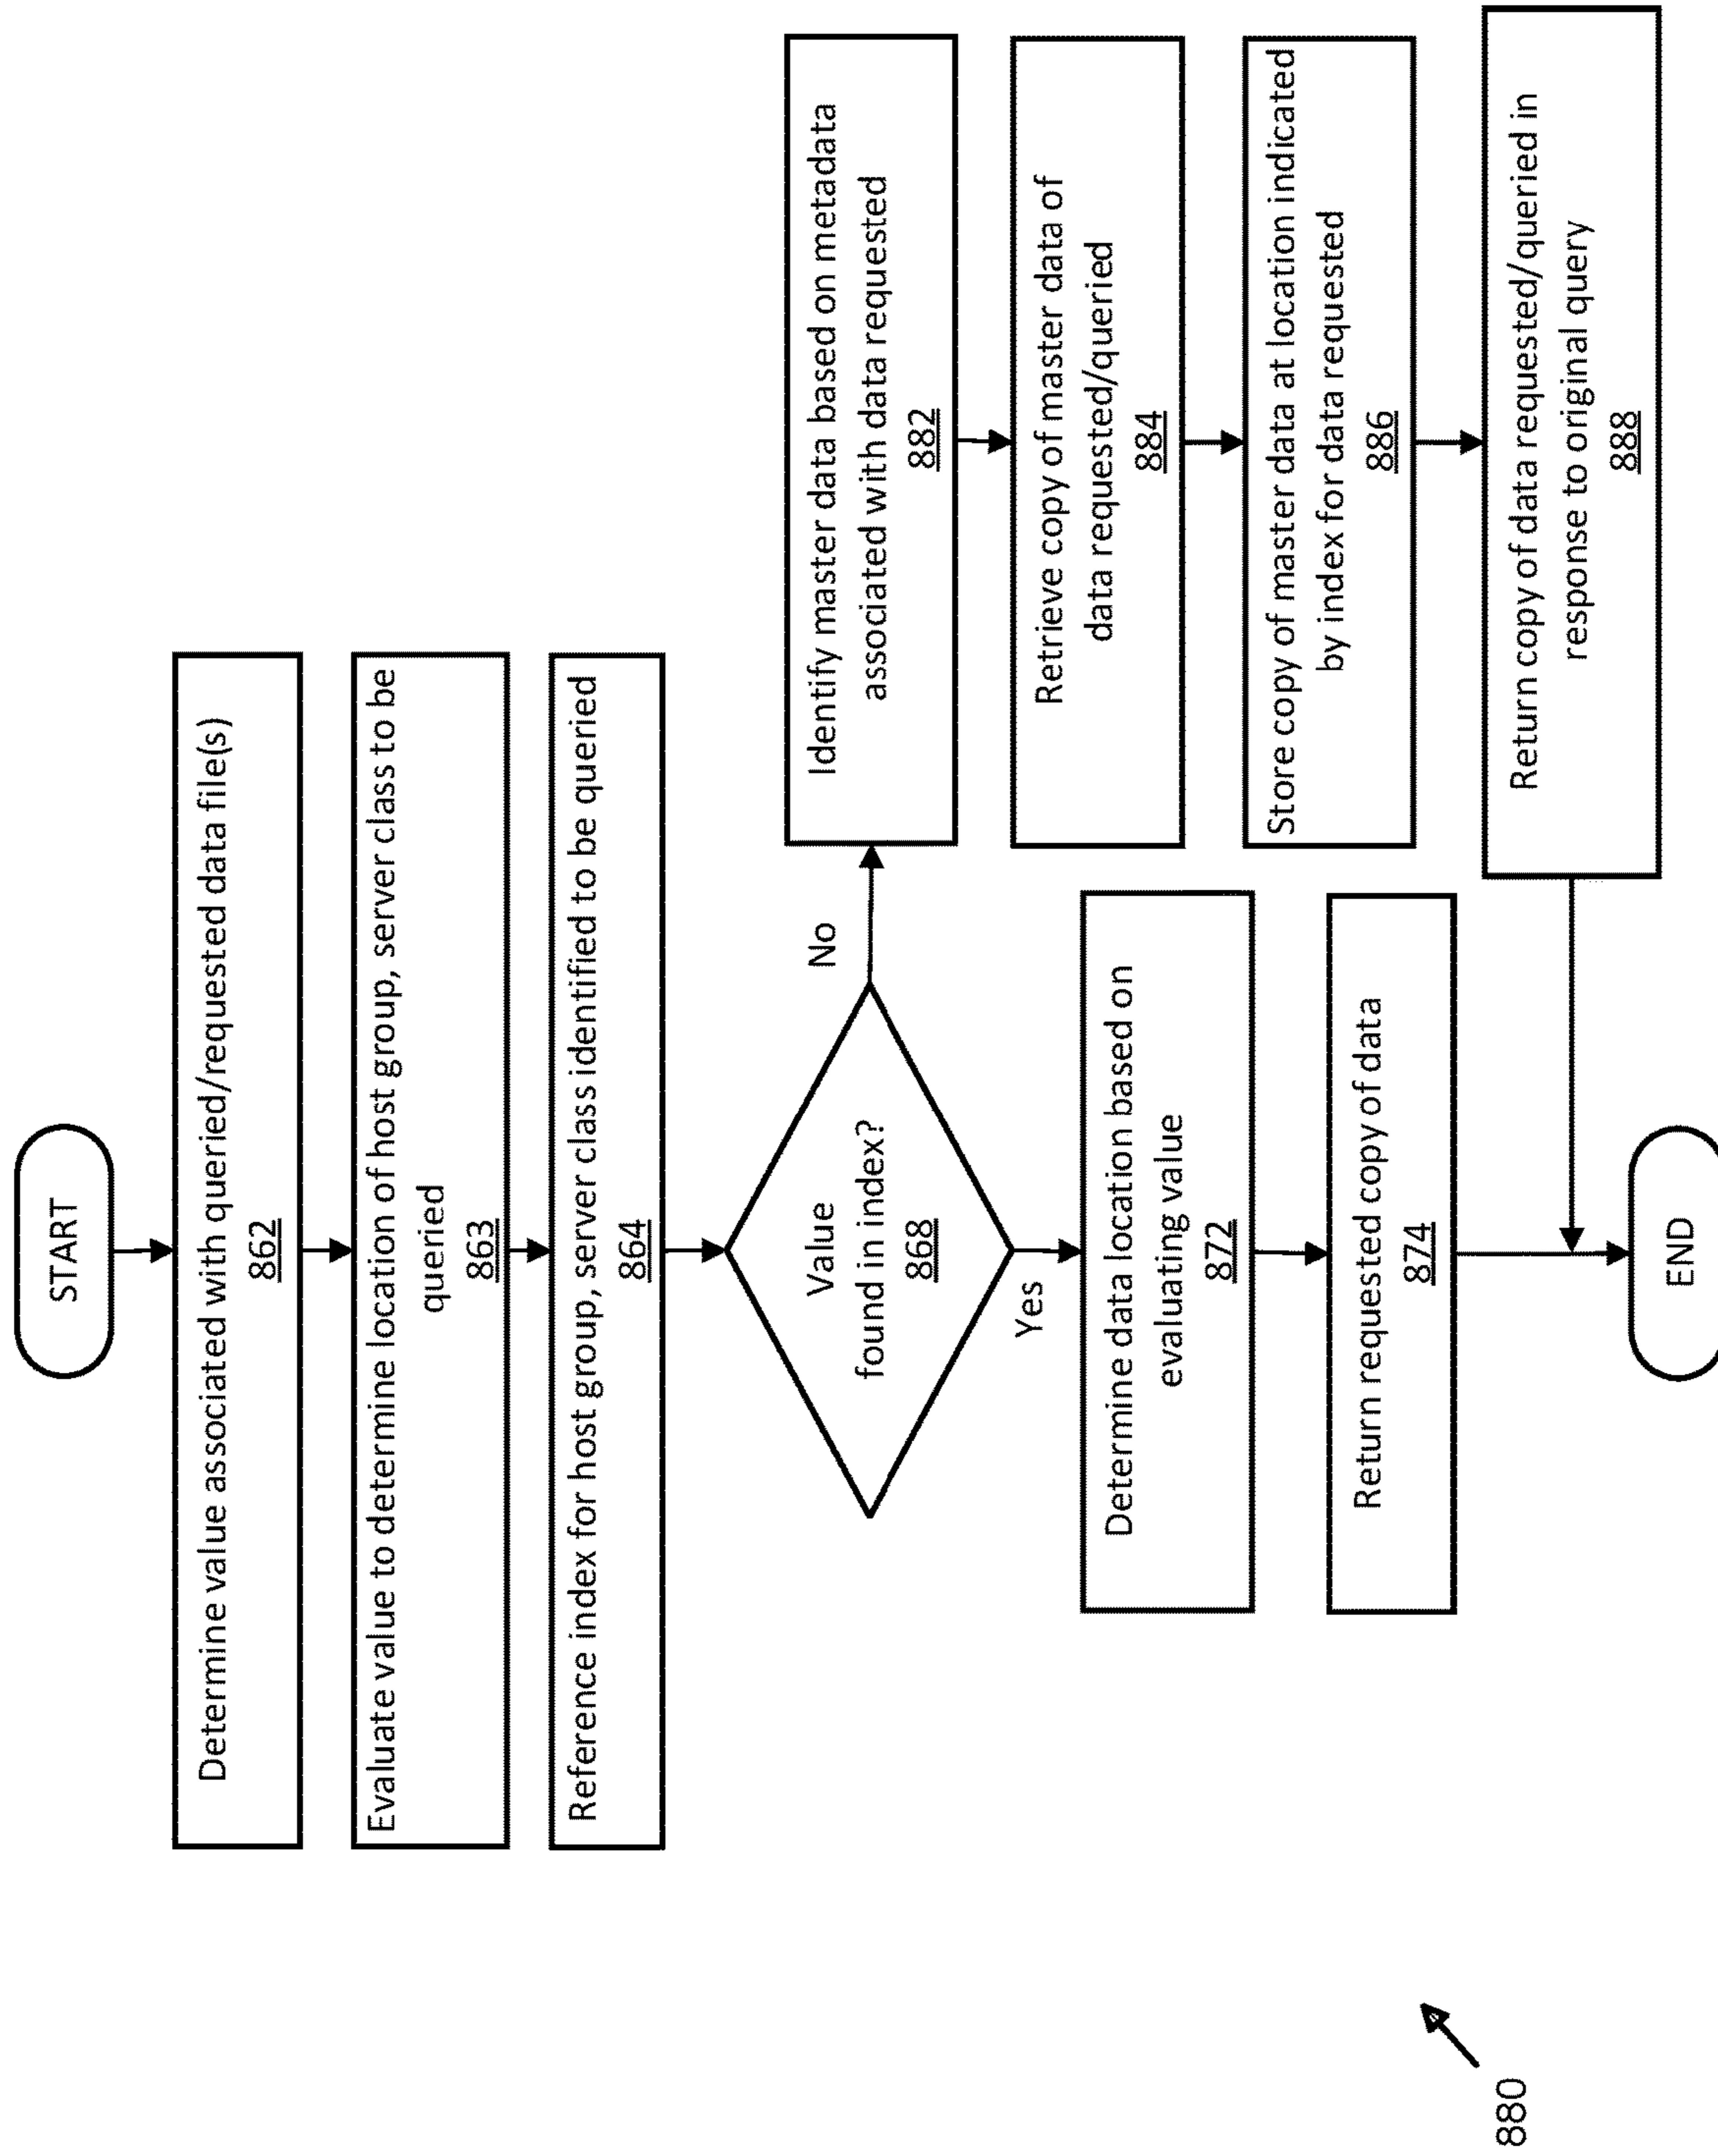 START
Determine value associated with queried/requested data file(s)
862
Evaluate value to determine location of host group, server class to be
queried
863
Reference index for host group, server class identified to be queried
864
Value
found in index?
868
No
Yes
Identify master data based on metadata
associated with data requested
882
Retrieve copy of master data of
data requested/queried
884
Store copy of master data at location indicated
by index for data requested
886
Return copy of data requested/queried in
response to original query
888
Determine data location based on
evaluating value
872
Return requested copy of data
874
END
880